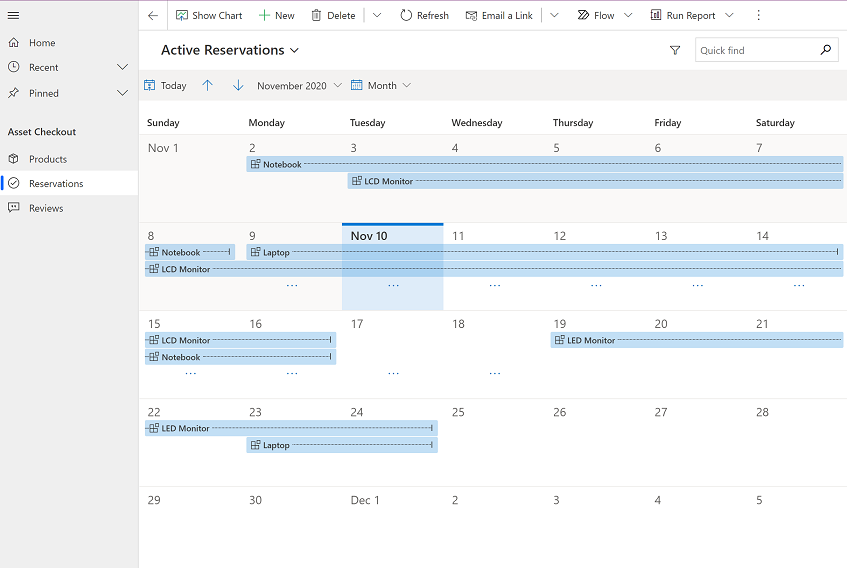 Show Chart New Delete Refresh Email a Link Flow Run Report
Home
Recent
Pinned
Asset Checkout
Products
Reservations
Reviews
Active Reservations
Quick find
Today November 2020 Month
Sunday Monday Tuesday Wednesday Thursday Friday Saturday
Nov 1 2 3 4 5 6 7
Notebook
LCD Monitor
8 9 Nov 10 11 12 13 14
Notebook Laptop
LCD Monitor
... ... ... ... ... ...
15 16 17 18 19 20 21
LCD Monitor LED Monitor
Notebook
... ... ... ...
22 23 24 25 26 27 28
LED Monitor
Laptop
29 30 Dec 1 2 3 4 5